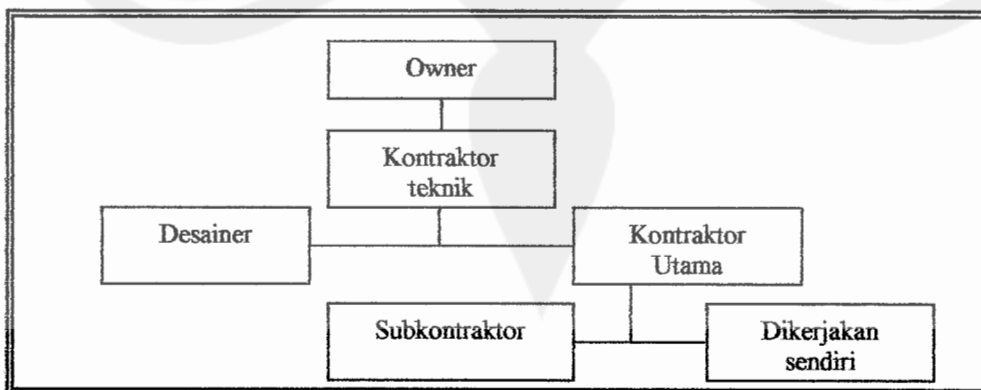 Owner
Kontraktor
teknik
Desainer
Kontraktor
Utama
Subkontraktor
Dikerjakan
sendiri